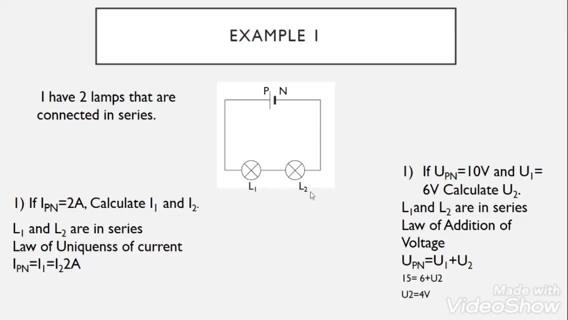 EXAMPLE 1
I have 2 lamps that are
connected in series.
P N
L₁ L₂
1) If IPN=2A, Calculate I₁ and I₂.
L₁ and L₂ are in series
Law of Uniquenss of current
IPN=I₁=I₂2A
1) If UPN=10V and U₁=
6V Calculate U₂.
L₁and L₂ are in series
Law of Addition of
Voltage
UPN=U₁+U₂
15= 6+U2
U2=4V
Made with
VideoShow